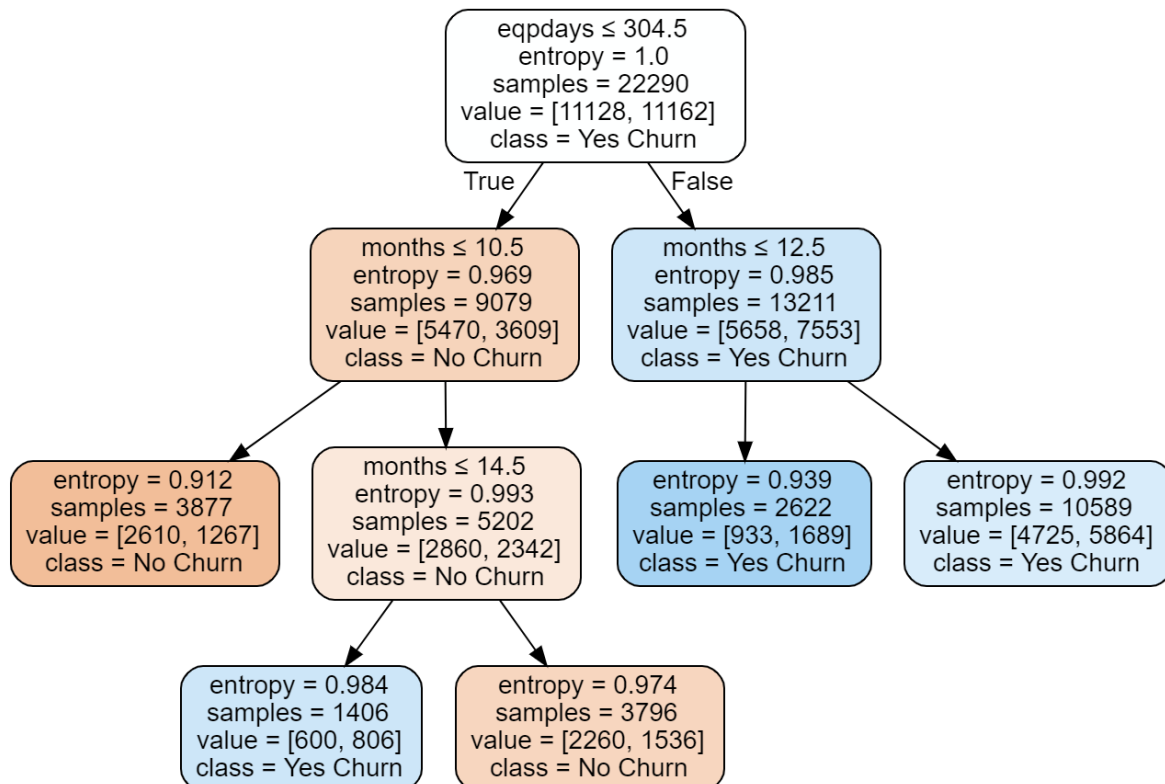 eqpdays ≤ 304.5
entropy = 1.0
samples = 22290
value = [11128, 11162]
class = Yes Churn
True
False
months ≤ 10.5
entropy = 0.969
samples = 9079
value = [5470, 3609]
class = No Churn
months ≤ 12.5
entropy = 0.985
samples = 13211
value = [5658, 7553]
class = Yes Churn
entropy = 0.912
samples = 3877
value = [2610, 1267]
class = No Churn
months ≤ 14.5
entropy = 0.993
samples = 5202
value = [2860, 2342]
class = No Churn
entropy = 0.939
samples = 2622
value = [933, 1689]
class = Yes Churn
entropy = 0.992
samples = 10589
value = [4725, 5864]
class = Yes Churn
entropy = 0.984
samples = 1406
value = [600, 806]
class = Yes Churn
entropy = 0.974
samples = 3796
value = [2260, 1536]
class = No Churn